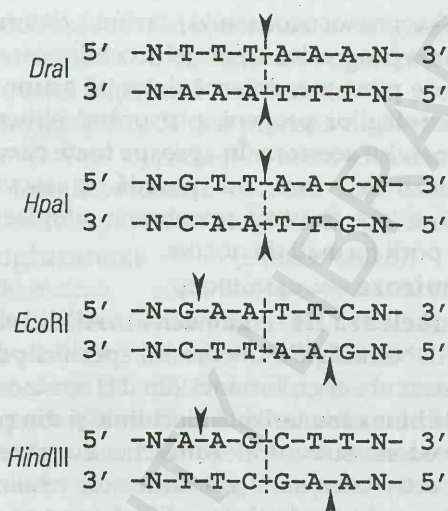 5′ -N-T-T-T-A-A-A-N- 3′
DraI
3′ -N-A-A-A-T-T-T-N- 5′
5′ -N-G-T-T-A-A-C-N- 3′
HpaI
3′ -N-C-A-A-T-T-G-N- 5′
5′ -N-G-A-A-T-T-C-N- 3′
EcoRI
3′ -N-C-T-T-A-A-G-N- 5′
5′ -N-A-A-G-C-T-T-N- 3′
HindIII
3′ -N-T-T-C-G-A-A-N- 5′